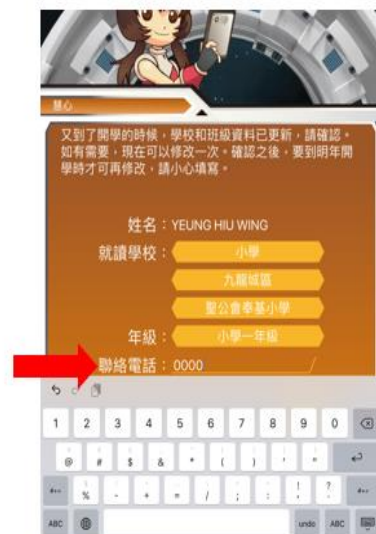 慧心
又到了開學的時候，學校和班級資料已更新，請確認。
如有需要，現在可以修改一次。確認之後，要到明年開
學時才可再修改，請小心填寫。
姓名：YEUNG HIU WING
就讀學校：小學
九龍城區
聖公會奉基小學
年級：小學一年級
聯絡電話：0000
1 2 3 4 5 6 7 8 9 0
@ # $ & * ( ) ' "
% - + = / ; : ! ?
ABC undo ABC